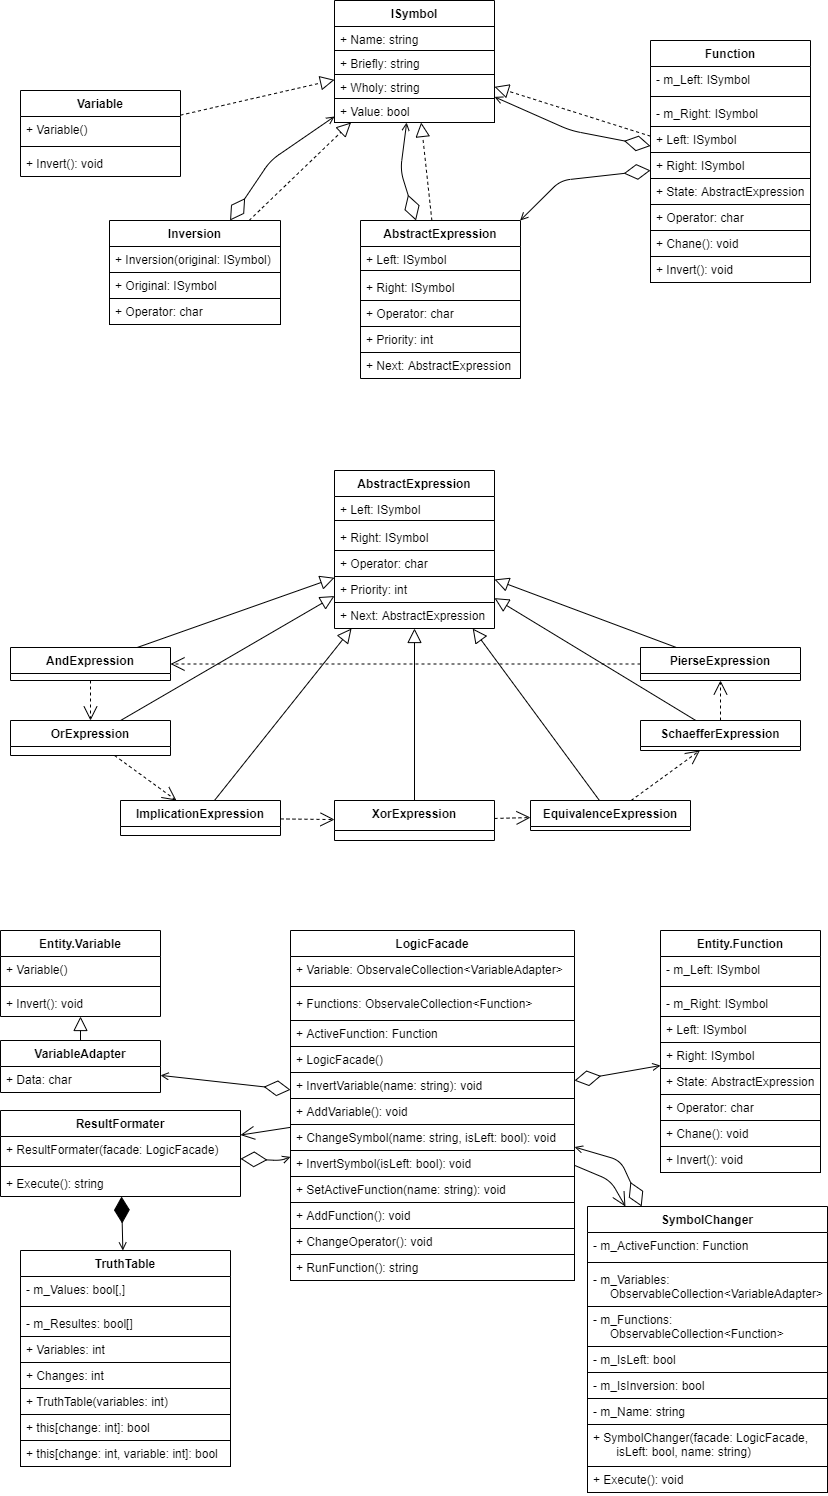 ISymbol
+ Name: string
+ Briefly: string
+ Wholy: string
+ Value: bool
Variable
+ Variable()
+ Invert(): void
Function
- m_Left: ISymbol
- m_Right: ISymbol
+ Left: ISymbol
+ Right: ISymbol
+ State: AbstractExpression
+ Operator: char
+ Chane(): void
+ Invert(): void
Inversion
+ Inversion(original: ISymbol)
+ Original: ISymbol
+ Operator: char
AbstractExpression
+ Left: ISymbol
+ Right: ISymbol
+ Operator: char
+ Priority: int
+ Next: AbstractExpression
AbstractExpression
+ Left: ISymbol
+ Right: ISymbol
+ Operator: char
+ Priority: int
+ Next: AbstractExpression
AndExpression
PierseExpression
OrExpression
SchaefferExpression
ImplicationExpression
XorExpression
EquivalenceExpression
Entity.Variable
+ Variable()
+ Invert(): void
VariableAdapter
+ Data: char
ResultFormater
+ ResultFormater(facade: LogicFacade)
+ Execute(): string
TruthTable
- m_Values: bool[,]
- m_Resultes: bool[]
+ Variables: int
+ Changes: int
+ TruthTable(variables: int)
+ this[change: int]: bool
+ this[change: int, variable: int]: bool
LogicFacade
+ Variable: ObservaleCollection<VariableAdapter>
+ Functions: ObservaleCollection<Function>
+ ActiveFunction: Function
+ LogicFacade()
+ InvertVariable(name: string): void
+ AddVariable(): void
+ ChangeSymbol(name: string, isLeft: bool): void
+ InvertSymbol(isLeft: bool): void
+ SetActiveFunction(name: string): void
+ AddFunction(): void
+ ChangeOperator(): void
+ RunFunction(): string
Entity.Function
- m_Left: ISymbol
- m_Right: ISymbol
+ Left: ISymbol
+ Right: ISymbol
+ State: AbstractExpression
+ Operator: char
+ Chane(): void
+ Invert(): void
SymbolChanger
- m_ActiveFunction: Function
- m_Variables:
ObservableCollection<VariableAdapter>
- m_Functions:
ObservableCollection<Function>
- m_IsLeft: bool
- m_IsInversion: bool
- m_Name: string
+ SymbolChanger(facade: LogicFacade,
isLeft: bool, name: string)
+ Execute(): void